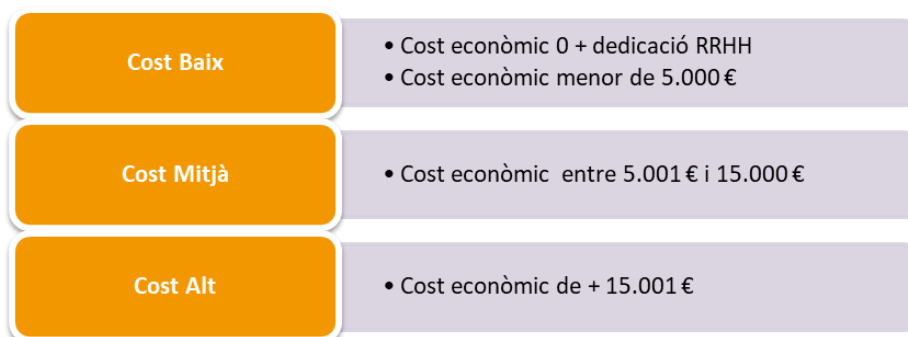 Cost Baix
• Cost econòmic 0 + dedicació RRHH
• Cost econòmic menor de 5.000 €
Cost Mitjà
• Cost econòmic entre 5.001 € i 15.000 €
Cost Alt
• Cost econòmic de + 15.001 €